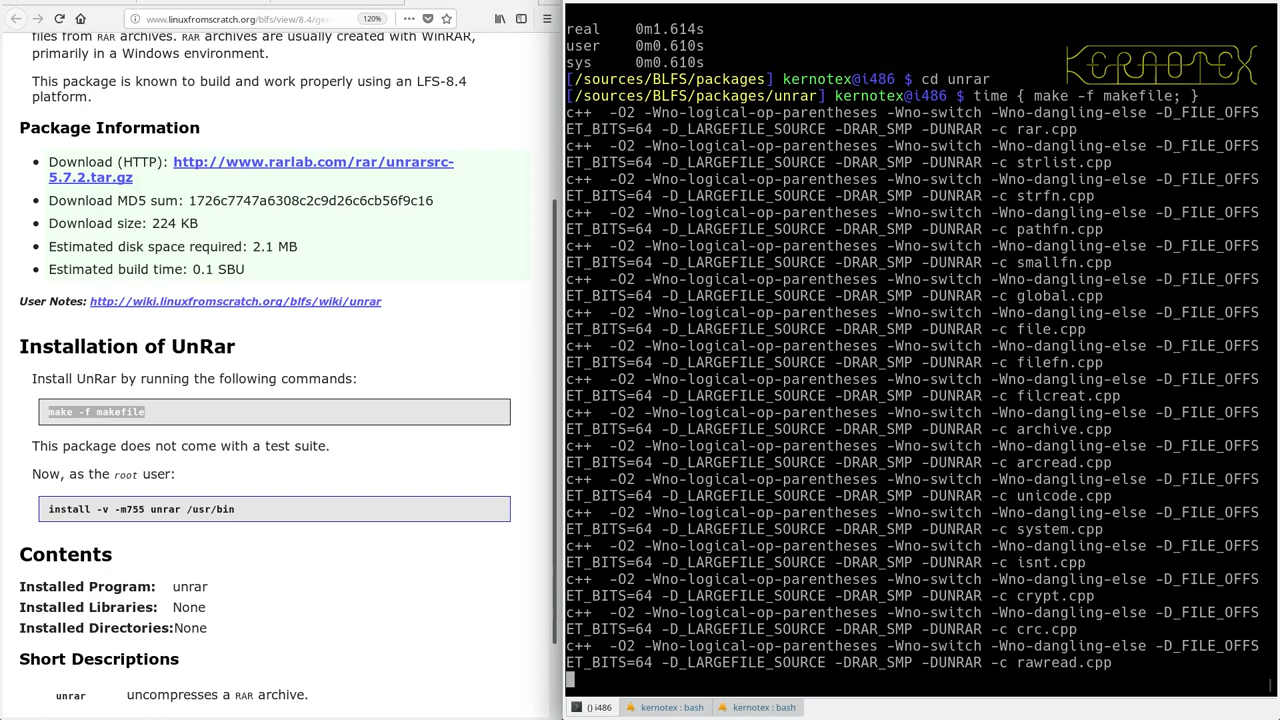 www.linuxfromscratch.org/blfs/view/8.4/gen
120%
files from RAR archives. RAR archives are usually created with WinRAR,
primarily in a Windows environment.
This package is known to build and work properly using an LFS-8.4
platform.
Package Information
• Download (HTTP): http://www.rarlab.com/rar/unrarsrc-
5.7.2.tar.gz
• Download MD5 sum: 1726c7747a6308c2c9d26c6cb56f9c16
• Download size: 224 KB
• Estimated disk space required: 2.1 MB
• Estimated build time: 0.1 SBU
User Notes: http://wiki.linuxfromscratch.org/blfs/wiki/unrar
Installation of UnRar
Install UnRar by running the following commands:
make -f makefile
This package does not come with a test suite.
Now, as the root user:
install -v -m755 unrar /usr/bin
Contents
Installed Program: unrar
Installed Libraries: None
Installed Directories:None
Short Descriptions
unrar uncompresses a RAR archive.
real 0m1.614s
user 0m0.610s
sys 0m0.610s
KERNOTEX
[/sources/BLFS/packages] kernotex@i486 $ cd unrar
[/sources/BLFS/packages/unrar] kernotex@i486 $ time { make -f makefile; }
c++  -O2 -Wno-logical-op-parentheses -Wno-switch -Wno-dangling-else -D_FILE_OFFS
ET_BITS=64 -D_LARGEFILE_SOURCE -DRAR_SMP -DUNRAR -c rar.cpp
c++  -O2 -Wno-logical-op-parentheses -Wno-switch -Wno-dangling-else -D_FILE_OFFS
ET_BITS=64 -D_LARGEFILE_SOURCE -DRAR_SMP -DUNRAR -c strlist.cpp
c++  -O2 -Wno-logical-op-parentheses -Wno-switch -Wno-dangling-else -D_FILE_OFFS
ET_BITS=64 -D_LARGEFILE_SOURCE -DRAR_SMP -DUNRAR -c strfn.cpp
c++  -O2 -Wno-logical-op-parentheses -Wno-switch -Wno-dangling-else -D_FILE_OFFS
ET_BITS=64 -D_LARGEFILE_SOURCE -DRAR_SMP -DUNRAR -c pathfn.cpp
c++  -O2 -Wno-logical-op-parentheses -Wno-switch -Wno-dangling-else -D_FILE_OFFS
ET_BITS=64 -D_LARGEFILE_SOURCE -DRAR_SMP -DUNRAR -c smallfn.cpp
c++  -O2 -Wno-logical-op-parentheses -Wno-switch -Wno-dangling-else -D_FILE_OFFS
ET_BITS=64 -D_LARGEFILE_SOURCE -DRAR_SMP -DUNRAR -c global.cpp
c++  -O2 -Wno-logical-op-parentheses -Wno-switch -Wno-dangling-else -D_FILE_OFFS
ET_BITS=64 -D_LARGEFILE_SOURCE -DRAR_SMP -DUNRAR -c file.cpp
c++  -O2 -Wno-logical-op-parentheses -Wno-switch -Wno-dangling-else -D_FILE_OFFS
ET_BITS=64 -D_LARGEFILE_SOURCE -DRAR_SMP -DUNRAR -c filefn.cpp
c++  -O2 -Wno-logical-op-parentheses -Wno-switch -Wno-dangling-else -D_FILE_OFFS
ET_BITS=64 -D_LARGEFILE_SOURCE -DRAR_SMP -DUNRAR -c filcreat.cpp
c++  -O2 -Wno-logical-op-parentheses -Wno-switch -Wno-dangling-else -D_FILE_OFFS
ET_BITS=64 -D_LARGEFILE_SOURCE -DRAR_SMP -DUNRAR -c archive.cpp
c++  -O2 -Wno-logical-op-parentheses -Wno-switch -Wno-dangling-else -D_FILE_OFFS
ET_BITS=64 -D_LARGEFILE_SOURCE -DRAR_SMP -DUNRAR -c arcread.cpp
c++  -O2 -Wno-logical-op-parentheses -Wno-switch -Wno-dangling-else -D_FILE_OFFS
ET_BITS=64 -D_LARGEFILE_SOURCE -DRAR_SMP -DUNRAR -c unicode.cpp
c++  -O2 -Wno-logical-op-parentheses -Wno-switch -Wno-dangling-else -D_FILE_OFFS
ET_BITS=64 -D_LARGEFILE_SOURCE -DRAR_SMP -DUNRAR -c system.cpp
c++  -O2 -Wno-logical-op-parentheses -Wno-switch -Wno-dangling-else -D_FILE_OFFS
ET_BITS=64 -D_LARGEFILE_SOURCE -DRAR_SMP -DUNRAR -c isnt.cpp
c++  -O2 -Wno-logical-op-parentheses -Wno-switch -Wno-dangling-else -D_FILE_OFFS
ET_BITS=64 -D_LARGEFILE_SOURCE -DRAR_SMP -DUNRAR -c crypt.cpp
c++  -O2 -Wno-logical-op-parentheses -Wno-switch -Wno-dangling-else -D_FILE_OFFS
ET_BITS=64 -D_LARGEFILE_SOURCE -DRAR_SMP -DUNRAR -c crc.cpp
c++  -O2 -Wno-logical-op-parentheses -Wno-switch -Wno-dangling-else -D_FILE_OFFS
ET_BITS=64 -D_LARGEFILE_SOURCE -DRAR_SMP -DUNRAR -c rawread.cpp
() i486
kernotex : bash
kernotex : bash